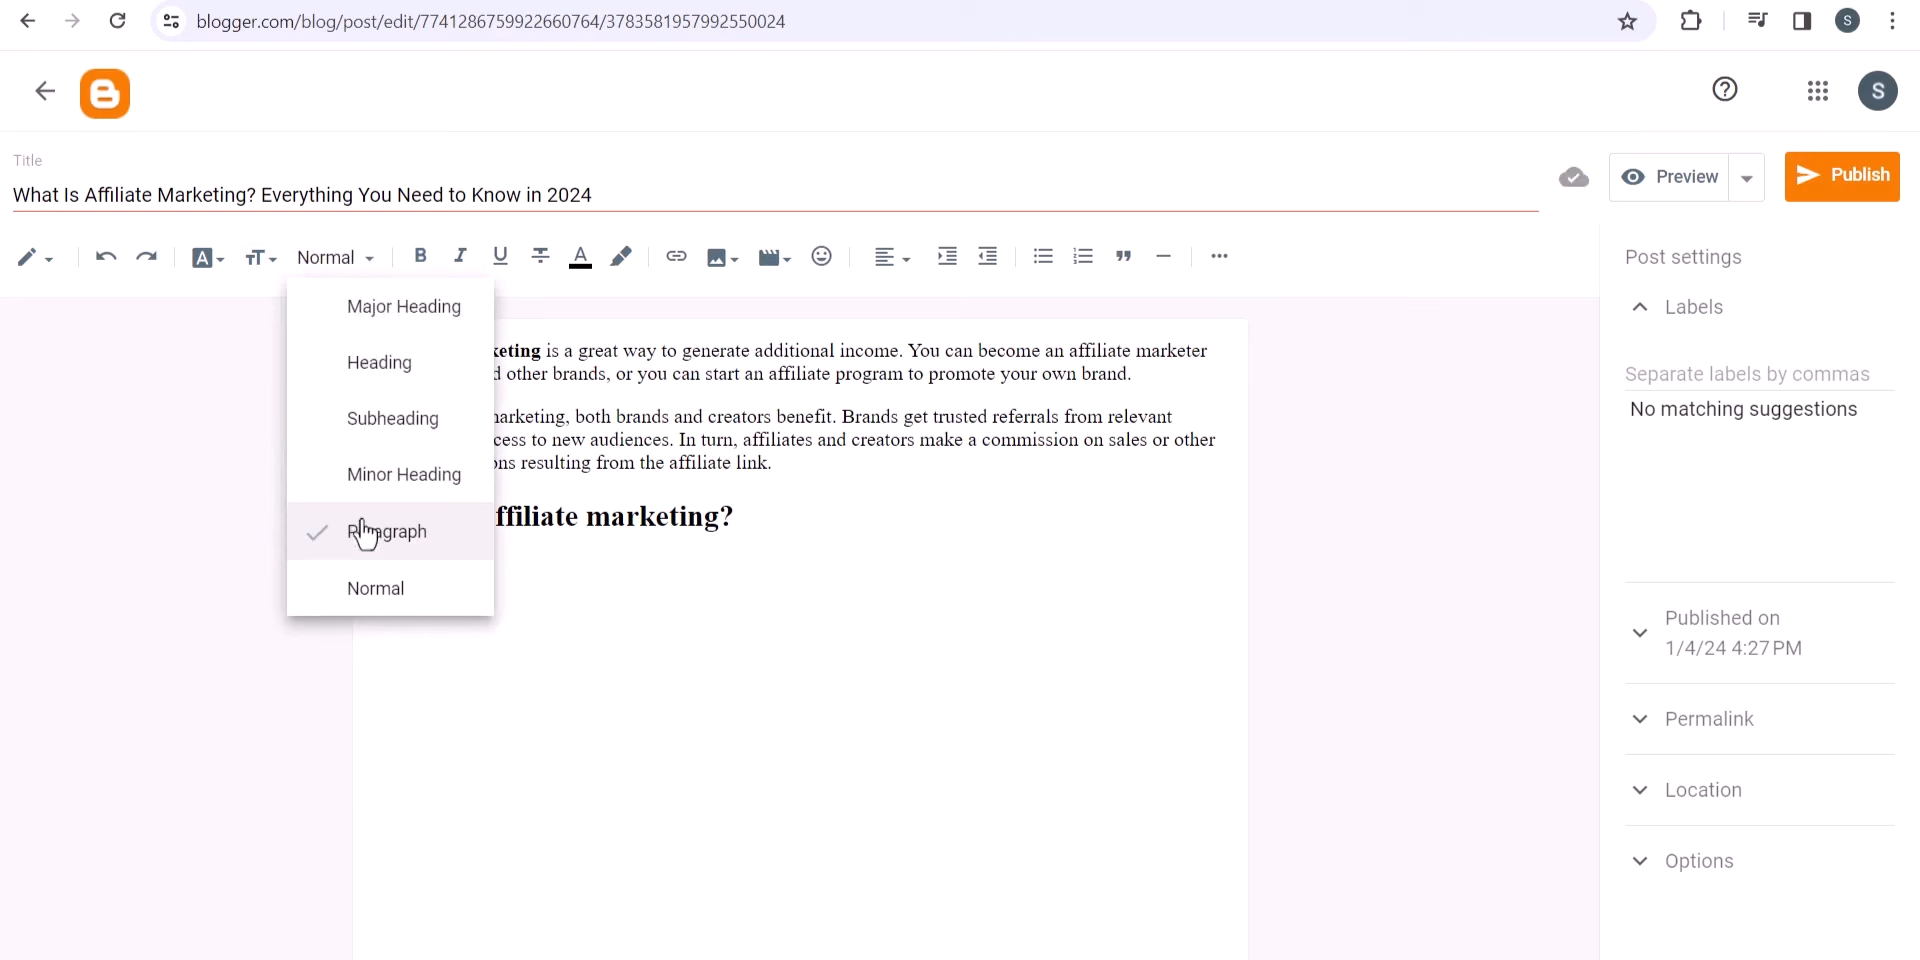 blogger.com/blog/post/edit/7741286759922660764/3783581957992550024
S
S
Title
What Is Affiliate Marketing? Everything You Need to Know in 2024
Preview
Publish
Normal
Major Heading
Heading
Subheading
Minor Heading
Paragraph
Normal
keting is a great way to generate additional income. You can become an affiliate marketer
d other brands, or you can start an affiliate program to promote your own brand.
narketing, both brands and creators benefit. Brands get trusted referrals from relevant
cess to new audiences. In turn, affiliates and creators make a commission on sales or other
ons resulting from the affiliate link.
ffiliate marketing?
Post settings
Labels
Separate labels by commas
No matching suggestions
Published on
1/4/24 4:27 PM
Permalink
Location
Options